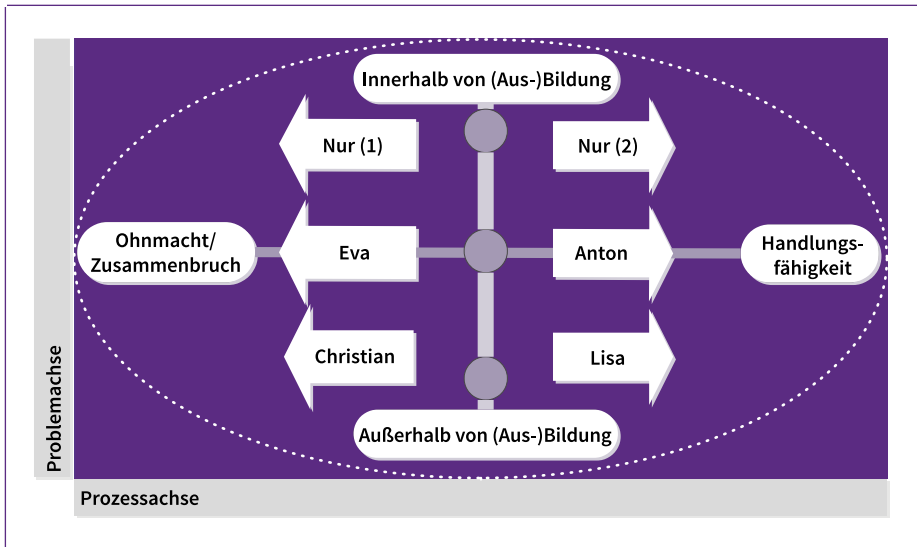 Innerhalb von (Aus-)Bildung
Nur (1)
Nur (2)
Ohnmacht/
Zusammenbruch
Eva
Anton
Handlungs-
fähigkeit
Christian
Lisa
Außerhalb von (Aus-)Bildung
Problemachse
Prozessachse